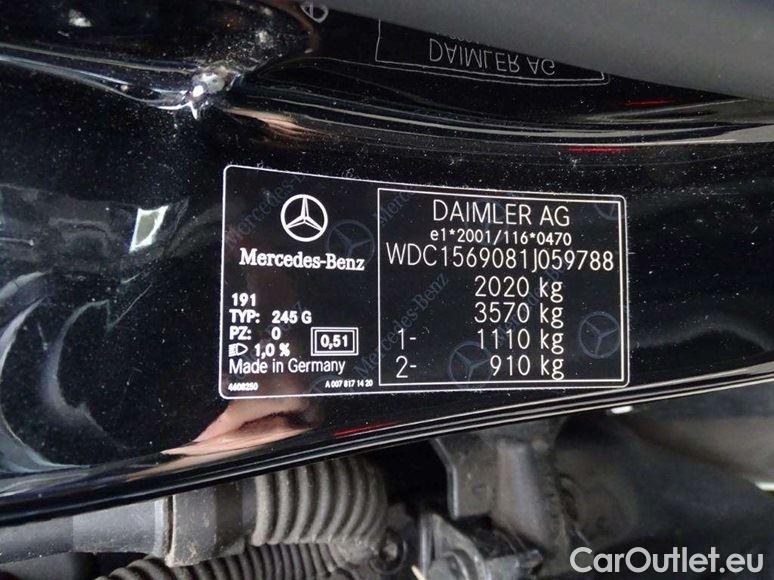 DAIMLER AG
Mercedes-Benz
191
TYP: 245 G
PZ: 0
1,0 %
0,51
Made in Germany
4408250
A 007 817 14 20
DAIMLER AG
e1*2001/116*0470
WDC1569081J059788
2020 kg
3570 kg
1- 1110 kg
2- 910 kg
CarOutlet.eu